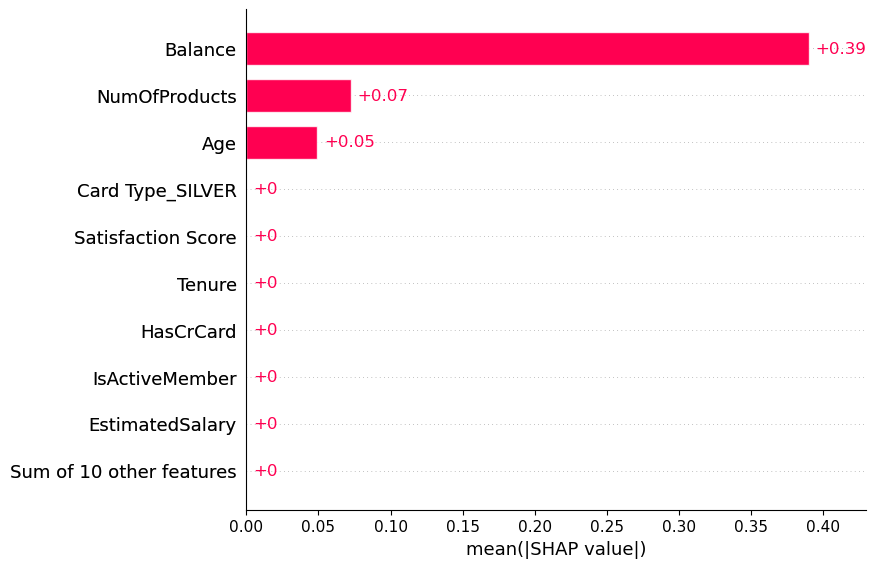 Balance +0.39
NumOfProducts +0.07
Age +0.05
Card Type_SILVER +0
Satisfaction Score +0
Tenure +0
HasCrCard +0
IsActiveMember +0
EstimatedSalary +0
Sum of 10 other features +0
0.00 0.05 0.10 0.15 0.20 0.25 0.30 0.35 0.40
mean(|SHAP value|)